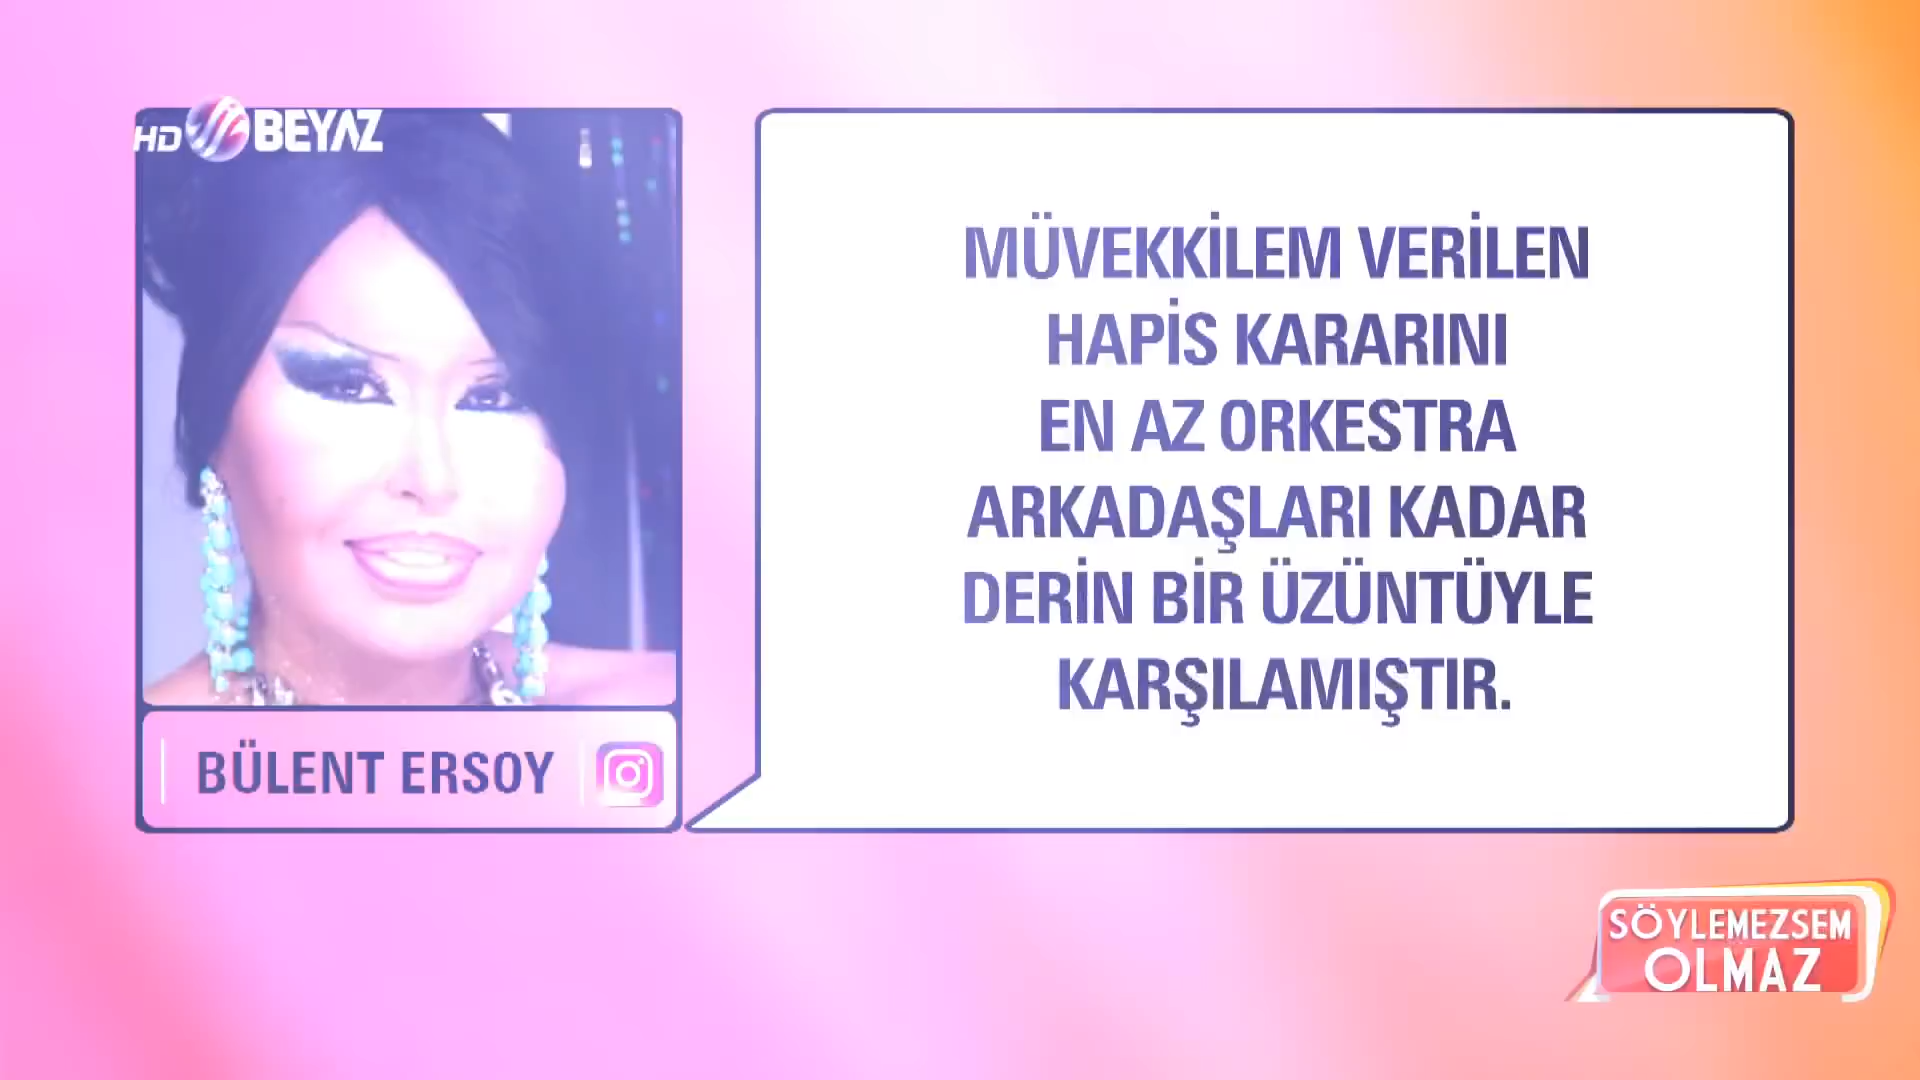 HD BEYAZ
MÜVEKKİLEM VERİLEN
HAPİS KARARINI
EN AZ ORKESTRA
ARKADAŞLARI KADAR
DERİN BİR ÜZÜNTÜYLE
KARŞILAMIŞTIR.
BÜLENT ERSOY
SÖYLEMEZSEM
OLMAZ